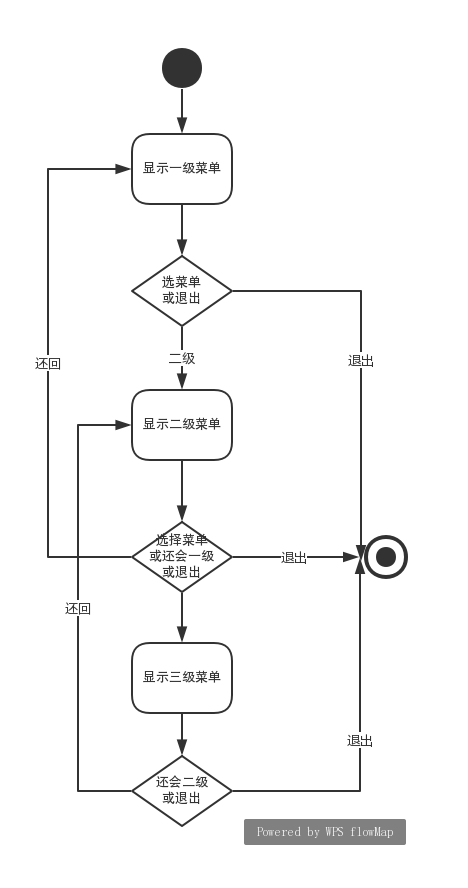 显示一级菜单
选菜单
或退出
还回
二级
退出
显示二级菜单
选择菜单
或还会一级
或退出
退出
还回
显示三级菜单
退出
还会二级
或退出
Powered by WPS flowMap